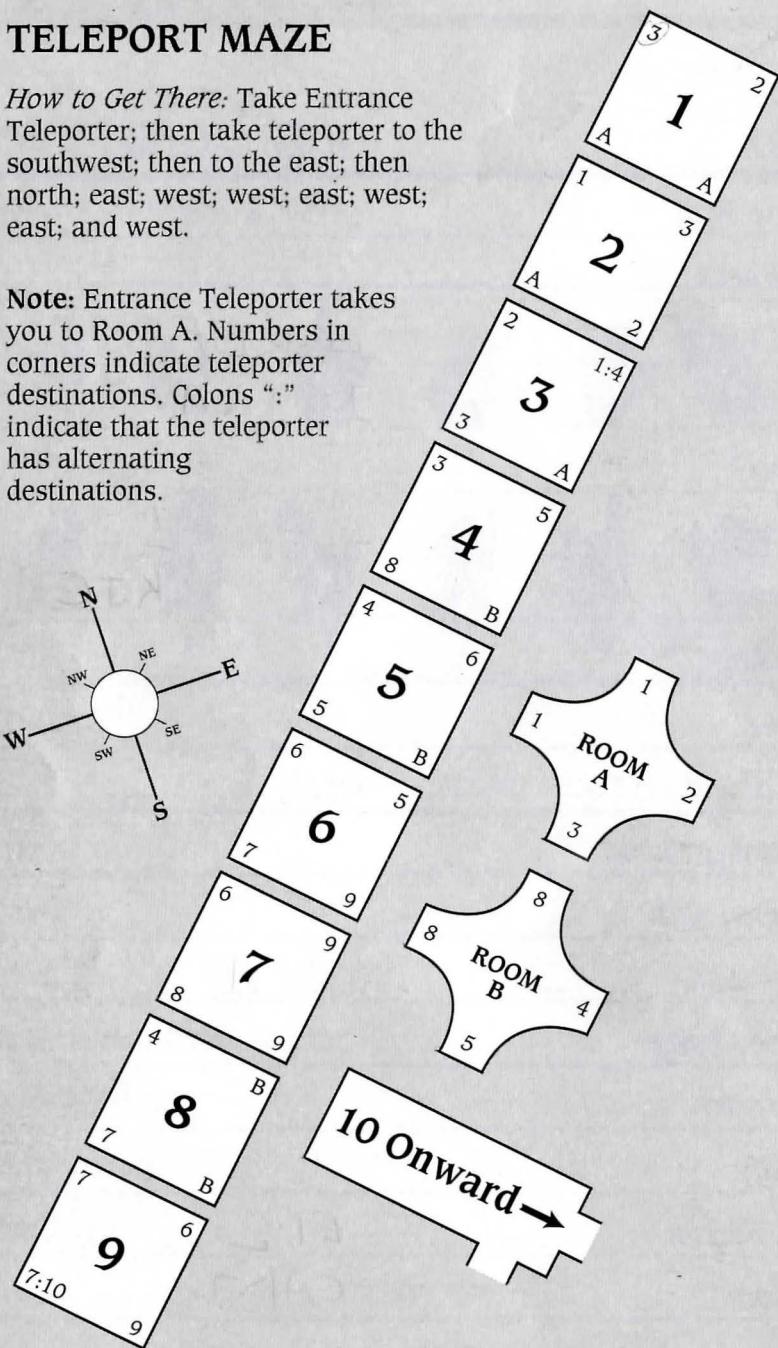 TELEPORT MAZE
How to Get There: Take Entrance
Teleporter; then take teleporter to the
southwest; then to the east; then
north; east; west; west; east; west;
east; and west.
Note: Entrance Teleporter takes
you to Room A. Numbers in
corners indicate teleporter
destinations. Colons “:”
indicate that the teleporter
has alternating
destinations.
N
NE
E
SE
S
SW
W
NW
3
2
1
A
A
1
3
2
A
2
2
1:4
3
3
A
3
5
4
8
B
4
6
5
5
B
6
5
6
7
9
6
9
7
8
9
4
B
8
7
B
7
6
9
7:10
9
1
1
ROOM
A
2
3
8
8
ROOM
B
4
5
10 Onward